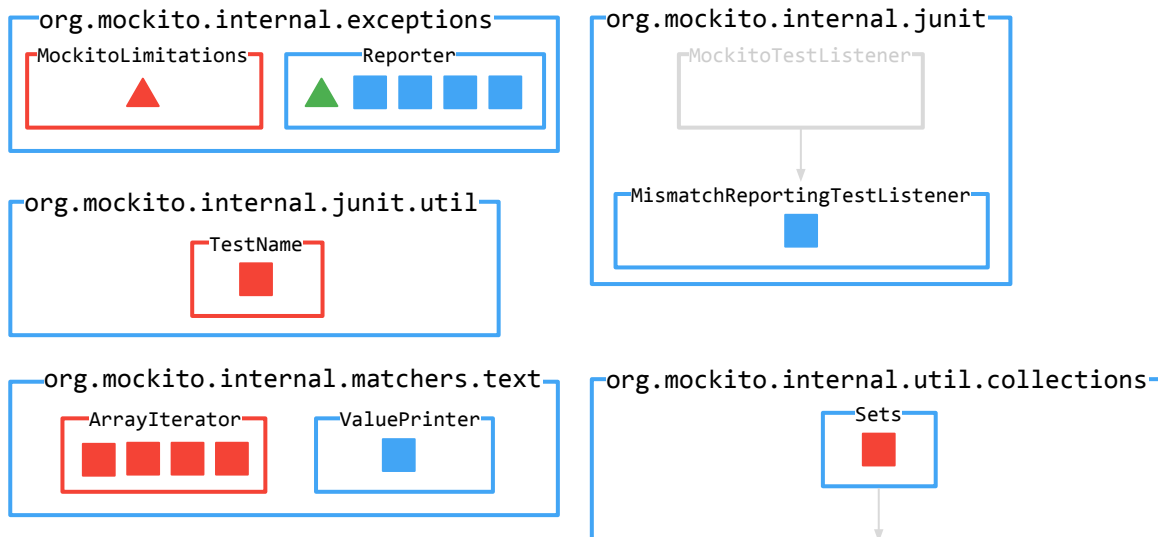 org.mockito.internal.exceptions
MockitoLimitations
Reporter
org.mockito.internal.junit
MockitoTestListener
MismatchReportingTestListener
org.mockito.internal.junit.util
TestName
org.mockito.internal.matchers.text
ArrayIterator
ValuePrinter
org.mockito.internal.util.collections
Sets